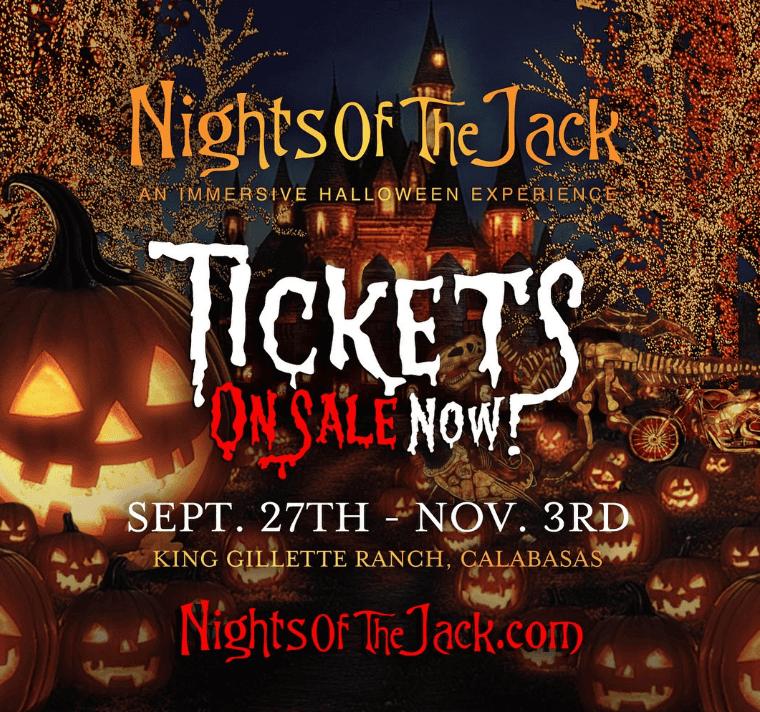 Nights Of The Jack
AN IMMERSIVE HALLOWEEN EXPERIENCE
TICKETS
ON SALE NOW!
SEPT. 27TH - NOV. 3RD
KING GILLETTE RANCH, CALABASAS
NightsOfTheJack.com